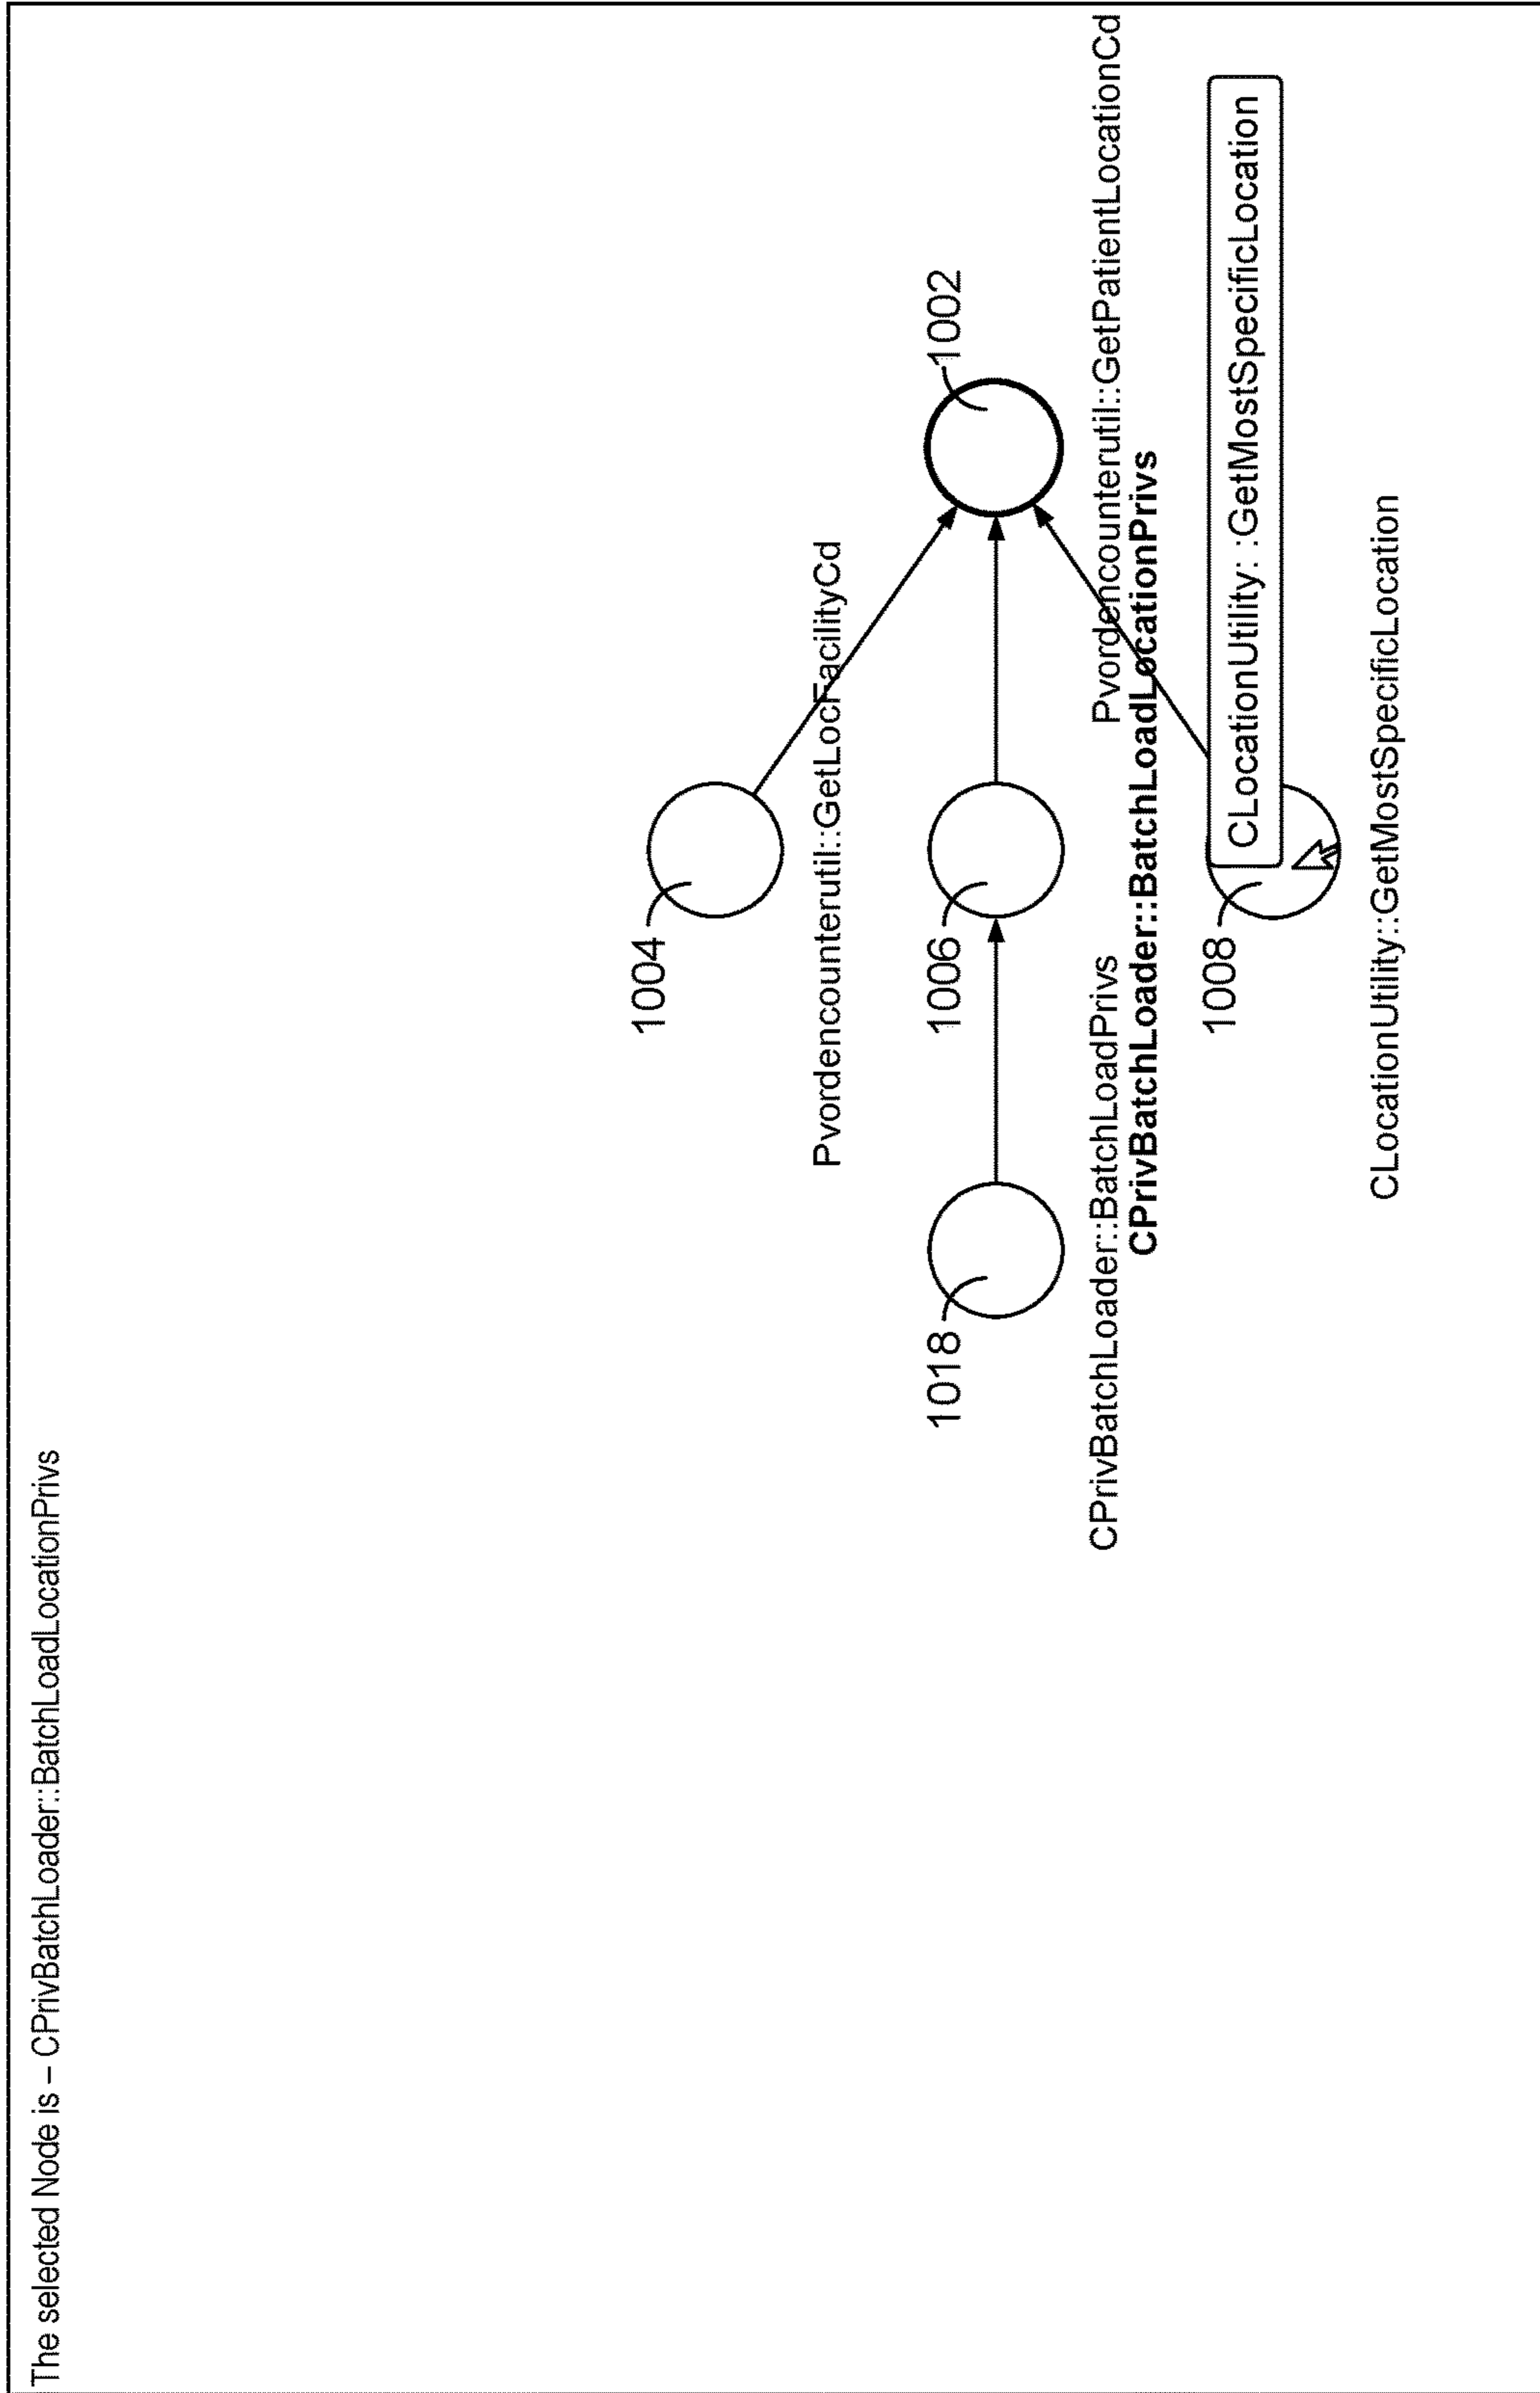 The selected Node is – CPrivBatchLoader::BatchLoadLocationPrivs
1004
Pvordencounterutil::GetLocFacilityCd
1018
1006
1002
CPrivBatchLoader::BatchLoadPrivs
Pvordencounterutil::GetPatientLocationCd
CPrivBatchLoader::BatchLoadLocationPrivs
1008
CLocationUtility: :GetMostSpecificLocation
CLocationUtility::GetMostSpecificLocation